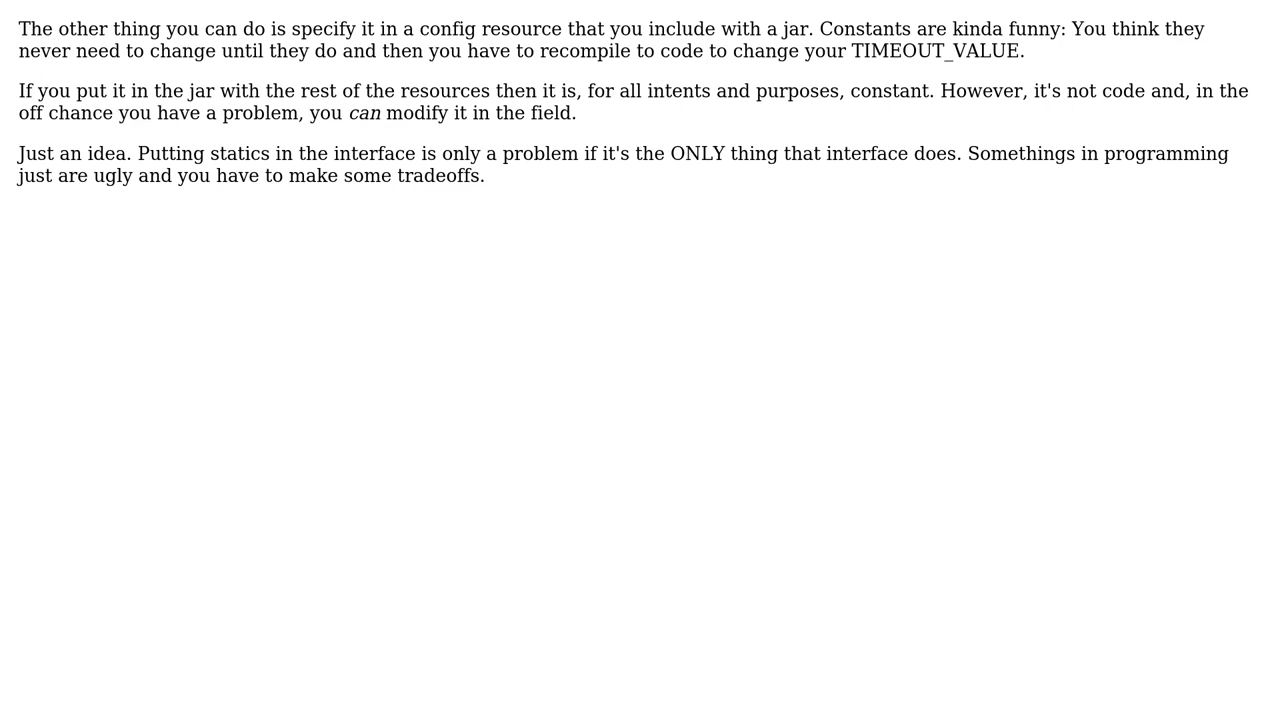 The other thing you can do is specify it in a config resource that you include with a jar. Constants are kinda funny: You think they
never need to change until they do and then you have to recompile to code to change your TIMEOUT_VALUE.
If you put it in the jar with the rest of the resources then it is, for all intents and purposes, constant. However, it's not code and, in the
off chance you have a problem, you can modify it in the field.
Just an idea. Putting statics in the interface is only a problem if it's the ONLY thing that interface does. Somethings in programming
just are ugly and you have to make some tradeoffs.